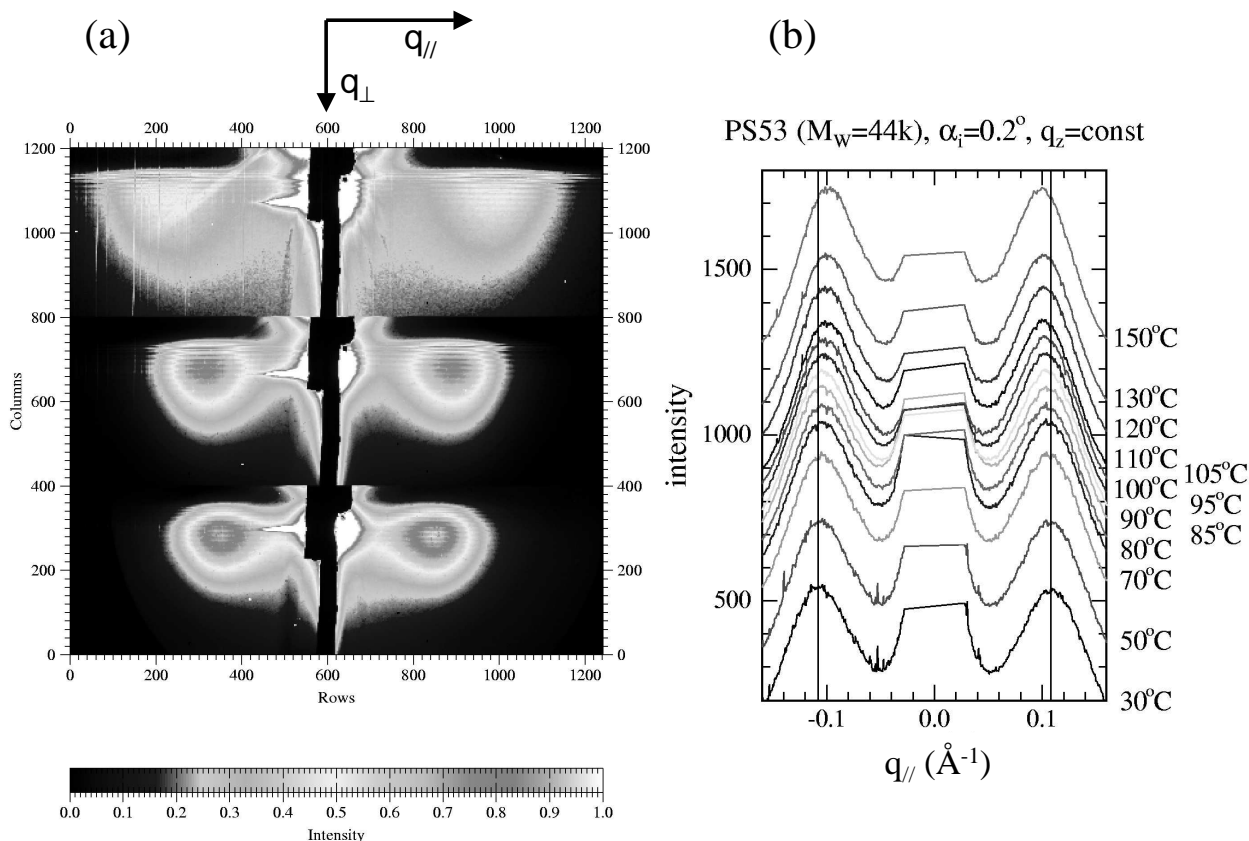 (a)
q//
q⊥
0 200 400 600 800 1000 1200
1200 1200
1000 1000
800 800
600 600
400 400
200 200
0 0
Columns
0 200 400 600 800 1000 1200
Rows
0.0 0.1 0.2 0.3 0.4 0.5 0.6 0.7 0.8 0.9 1.0
Intensity
(b)
PS53 (MW=44k), αi=0.2°, qz=const
1500
1000
500
intensity
150°C
130°C
120°C
110°C
105°C
100°C
95°C
90°C
85°C
80°C
70°C
50°C
30°C
-0.1 0.0 0.1
q// (Å-1)